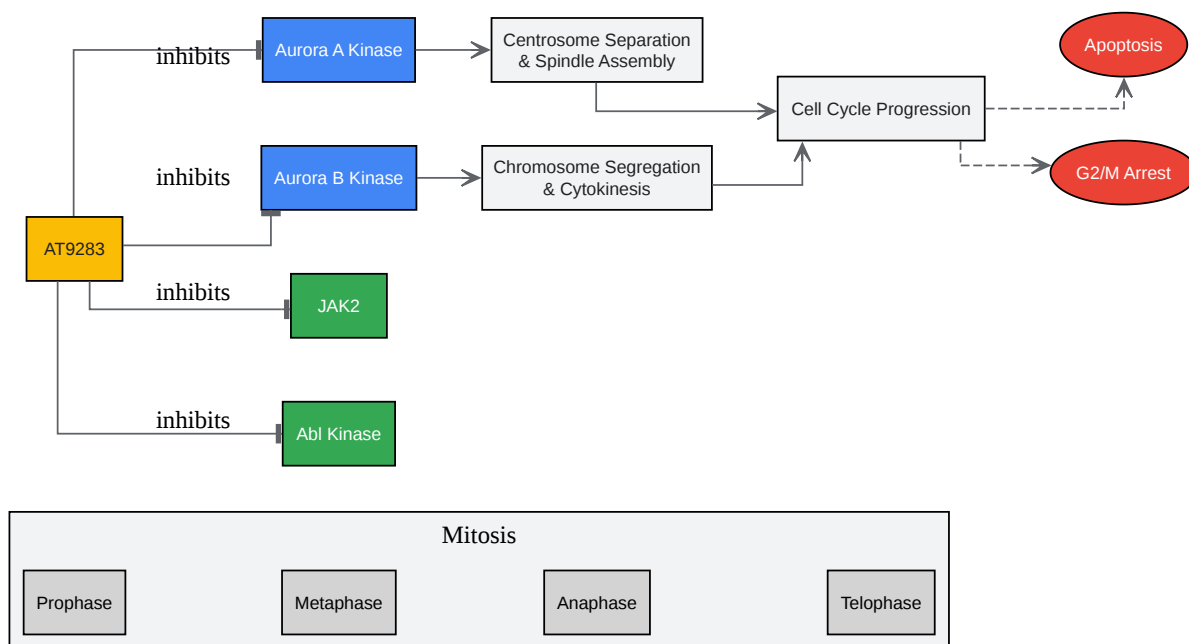 inhibits
Aurora A Kinase
Centrosome Separation
& Spindle Assembly
Apoptosis
Cell Cycle Progression
inhibits
Aurora B Kinase
Chromosome Segregation
& Cytokinesis
G2/M Arrest
AT9283
inhibits
JAK2
inhibits
Abl Kinase
Mitosis
Prophase
Metaphase
Anaphase
Telophase